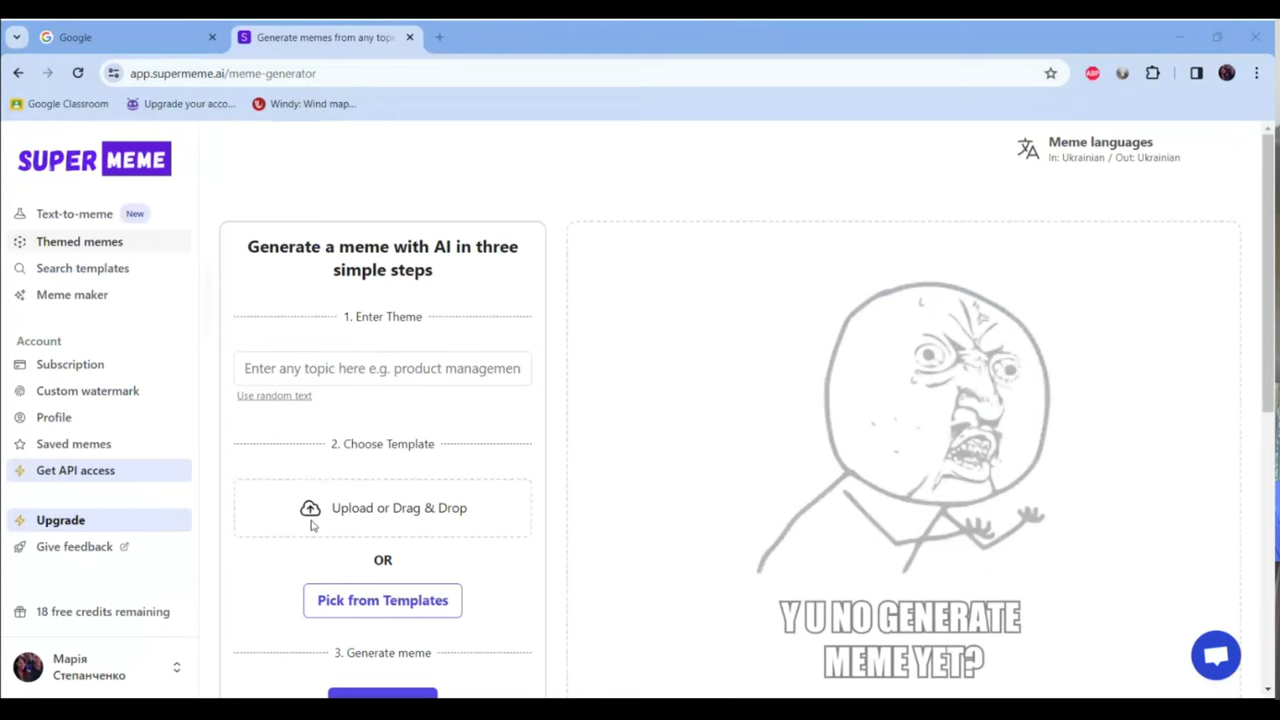 Google
Generate memes from any topic
app.supermeme.ai/meme-generator
ABP
Google Classroom
Upgrade your acco...
Windy: Wind map...
SUPER MEME
Meme languages
In: Ukrainian / Out: Ukrainian
Text-to-meme New
Themed memes
Search templates
Meme maker
Account
Subscription
Custom watermark
Profile
Saved memes
Get API access
Upgrade
Give feedback
18 free credits remaining
Марія
Степанченко
Generate a meme with AI in three
simple steps
1. Enter Theme
Enter any topic here e.g. product managemen
Use random text
2. Choose Template
Upload or Drag & Drop
OR
Pick from Templates
3. Generate meme
Y U NO GENERATE
MEME YET?